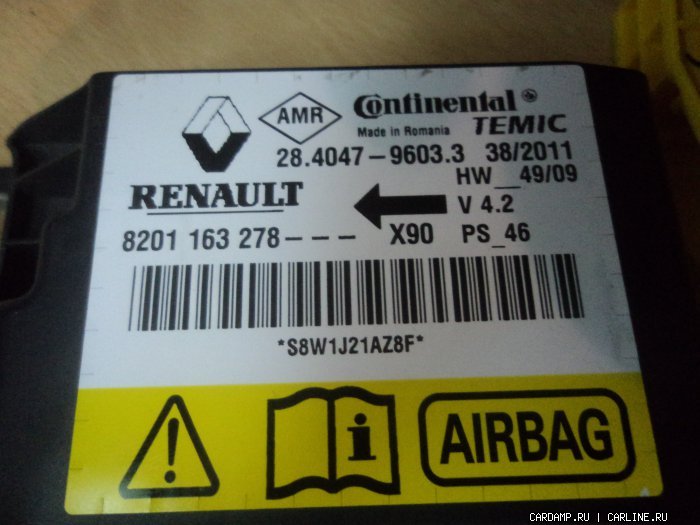 AMR
Continental
Made in Romania TEMIC
28.4047-9603.3 38/2011
HW__49/09
RENAULT
V 4.2
8201 163 278--- X90 PS_46
*S8W1J21AZ8F*
! i AIRBAG
CARDAMP.RU | CARLINE.RU